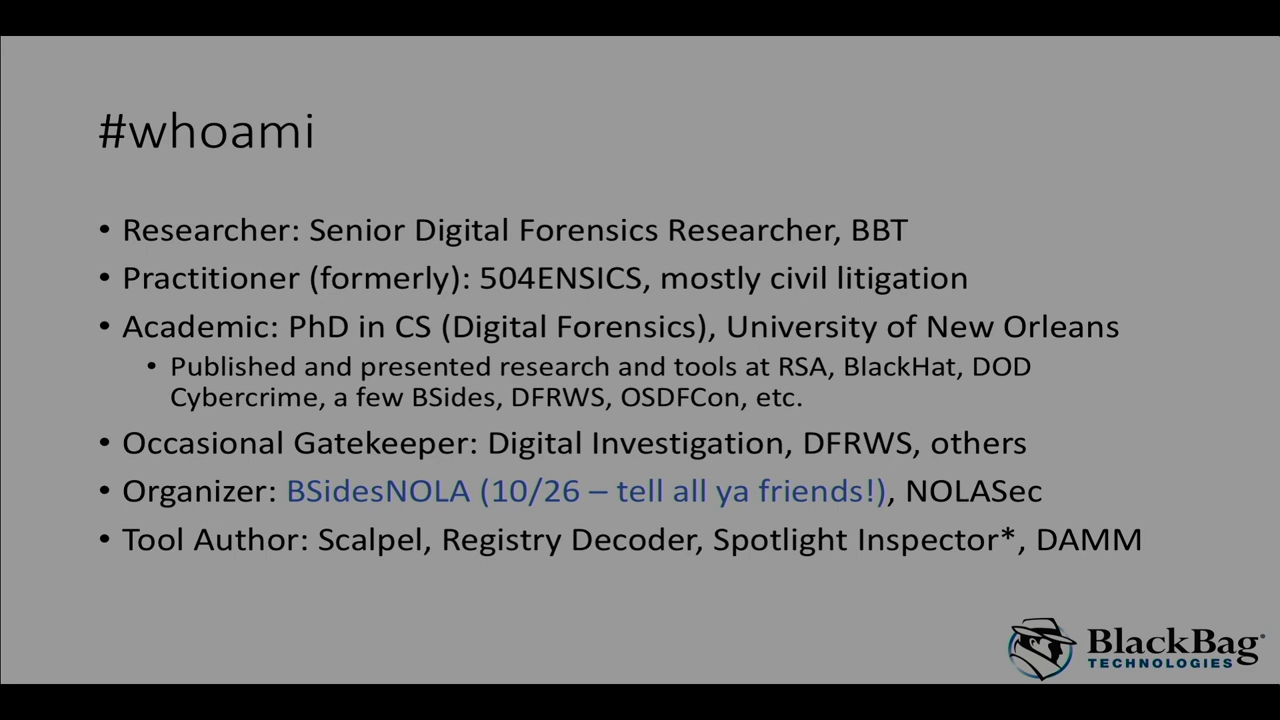 #whoami
• Researcher: Senior Digital Forensics Researcher, BBT
• Practitioner (formerly): 504ENSICS, mostly civil litigation
• Academic: PhD in CS (Digital Forensics), University of New Orleans
• Published and presented research and tools at RSA, BlackHat, DOD
Cybercrime, a few BSides, DFRWS, OSDFCon, etc.
• Occasional Gatekeeper: Digital Investigation, DFRWS, others
• Organizer: BSidesNOLA (10/26 – tell all ya friends!), NOLASec
• Tool Author: Scalpel, Registry Decoder, Spotlight Inspector*, DAMM
BlackBag®
TECHNOLOGIES